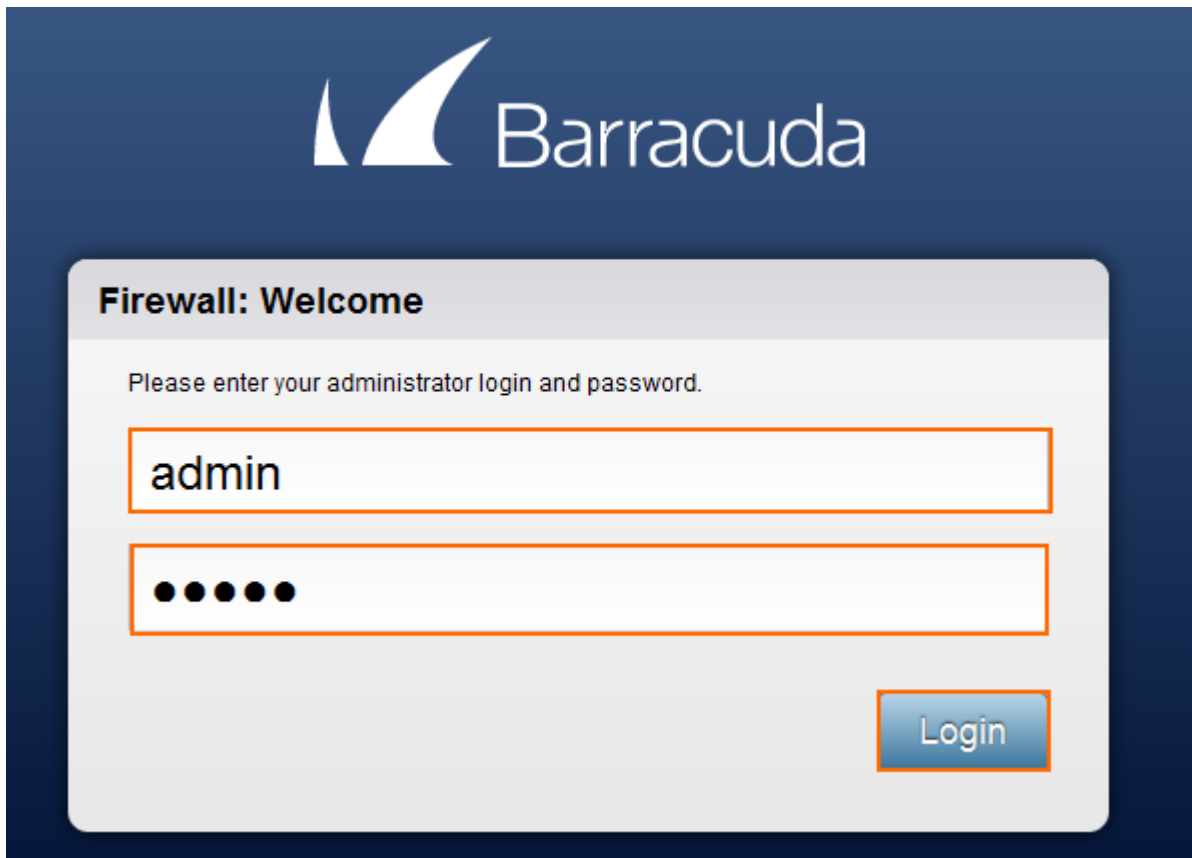 Barracuda
Firewall: Welcome
Please enter your administrator login and password.
admin
●●●●●
Login